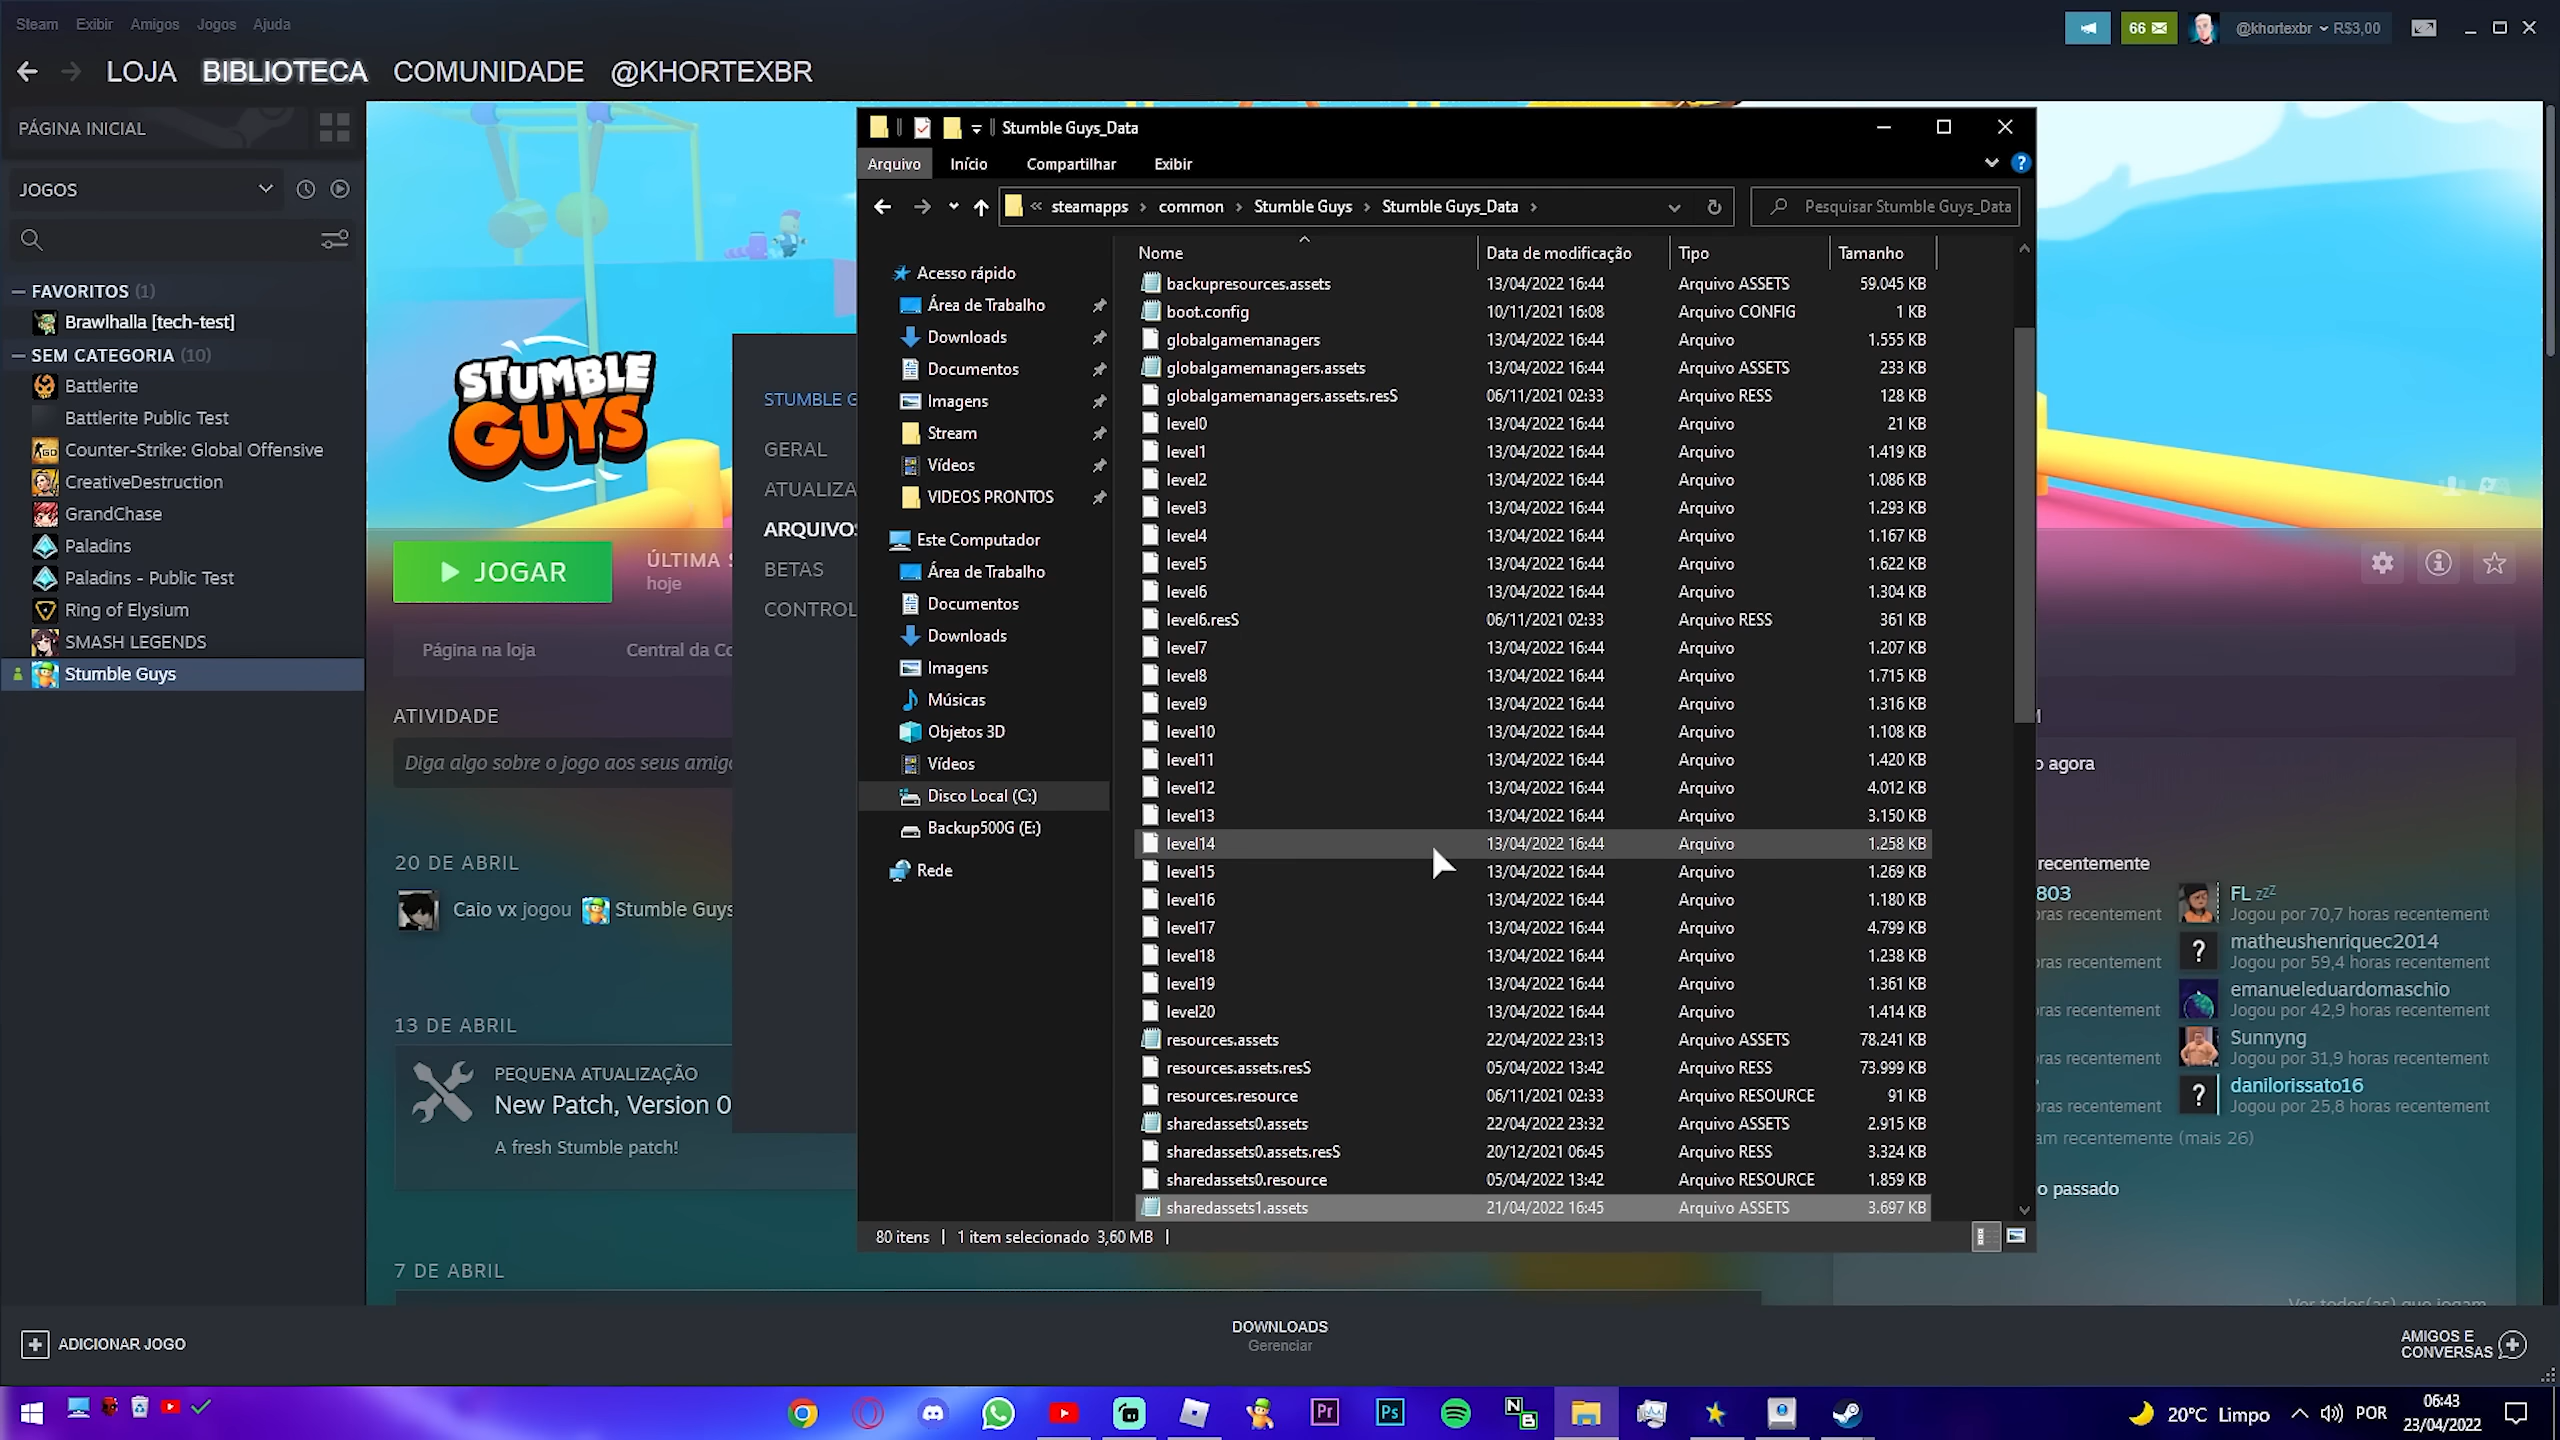 Steam Exibir Amigos Jogos Ajuda
66 @khortexbr R$3,00
LOJA BIBLIOTECA COMUNIDADE @KHORTEXBR
PÁGINA INICIAL
JOGOS
— FAVORITOS (1)
Brawlhalla [tech-test]
— SEM CATEGORIA (10)
Battlerite
Battlerite Public Test
Counter-Strike: Global Offensive
CreativeDestruction
GrandChase
Paladins
Paladins - Public Test
Ring of Elysium
SMASH LEGENDS
Stumble Guys
STUMBLE GUYS
JOGAR
ÚLTIMA
hoje
Página na loja
ATIVIDADE
Diga algo sobre o jogo aos seus
20 DE ABRIL
Caio vx jogou Stumble Guys
13 DE ABRIL
PEQUENA ATUALIZAÇÃO
New Patch, Version 0
A fresh Stumble patch!
7 DE ABRIL
STUMBLE G
GERAL
ATUALIZA
ARQUIVOS
BETAS
CONTROL
Stumble Guys_Data
Arquivo Início Compartilhar Exibir
« steamapps › common › Stumble Guys › Stumble Guys_Data ›
Pesquisar Stumble Guys_Data
Acesso rápido
Área de Trabalho
Downloads
Documentos
Imagens
Stream
Vídeos
VIDEOS PRONTOS
Este Computador
Área de Trabalho
Documentos
Downloads
Imagens
Músicas
Objetos 3D
Vídeos
Disco Local (C:)
Backup500G (E:)
Rede
Nome Data de modificação Tipo Tamanho
backupresources.assets 13/04/2022 16:44 Arquivo ASSETS 59.045 KB
boot.config 10/11/2021 16:08 Arquivo CONFIG 1 KB
globalgamemanagers 13/04/2022 16:44 Arquivo 1.555 KB
globalgamemanagers.assets 13/04/2022 16:44 Arquivo ASSETS 233 KB
globalgamemanagers.assets.resS 06/11/2021 02:33 Arquivo RESS 128 KB
level0 13/04/2022 16:44 Arquivo 21 KB
level1 13/04/2022 16:44 Arquivo 1.419 KB
level2 13/04/2022 16:44 Arquivo 1.086 KB
level3 13/04/2022 16:44 Arquivo 1.293 KB
level4 13/04/2022 16:44 Arquivo 1.167 KB
level5 13/04/2022 16:44 Arquivo 1.622 KB
level6 13/04/2022 16:44 Arquivo 1.304 KB
level6.resS 06/11/2021 02:33 Arquivo RESS 361 KB
level7 13/04/2022 16:44 Arquivo 1.207 KB
level8 13/04/2022 16:44 Arquivo 1.715 KB
level9 13/04/2022 16:44 Arquivo 1.316 KB
level10 13/04/2022 16:44 Arquivo 1.108 KB
level11 13/04/2022 16:44 Arquivo 1.420 KB
level12 13/04/2022 16:44 Arquivo 4.012 KB
level13 13/04/2022 16:44 Arquivo 3.150 KB
level14 13/04/2022 16:44 Arquivo 1.258 KB
level15 13/04/2022 16:44 Arquivo 1.269 KB
level16 13/04/2022 16:44 Arquivo 1.180 KB
level17 13/04/2022 16:44 Arquivo 4.799 KB
level18 13/04/2022 16:44 Arquivo 1.238 KB
level19 13/04/2022 16:44 Arquivo 1.361 KB
level20 13/04/2022 16:44 Arquivo 1.414 KB
resources.assets 22/04/2022 23:13 Arquivo ASSETS 78.241 KB
resources.assets.resS 05/04/2022 13:42 Arquivo RESS 73.999 KB
resources.resource 06/11/2021 02:33 Arquivo RESOURCE 91 KB
sharedassets0.assets 22/04/2022 23:32 Arquivo ASSETS 2.915 KB
sharedassets0.assets.resS 20/12/2021 06:45 Arquivo RESS 3.324 KB
sharedassets0.resource 05/04/2022 13:42 Arquivo RESOURCE 1.859 KB
sharedassets1.assets 21/04/2022 16:45 Arquivo ASSETS 3.697 KB
80 itens 1 item selecionado 3,60 MB
agora
recentemente
803
FL zzZ
Jogou por 70,7 horas recentement
matheushenriquec2014
Jogou por 59,4 horas recentement
emanueleduardomaschio
Jogou por 42,9 horas recentement
Sunnyng
Jogou por 31,9 horas recentement
danilorissato16
Jogou por 25,8 horas recentement
am recentemente (mais 26)
o passado
ADICIONAR JOGO
DOWNLOADS
Gerenciar
AMIGOS E
CONVERSAS
Pr Ps N B
20°C Limpo POR 06:43
23/04/2022